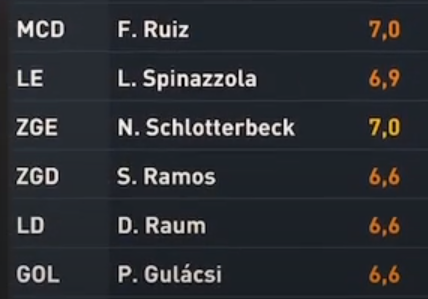 MCD F. Ruiz 7,0
LE L. Spinazzola 6,9
ZGE N. Schlotterbeck 7,0
ZGD S. Ramos 6,6
LD D. Raum 6,6
GOL P. Gulácsi 6,6